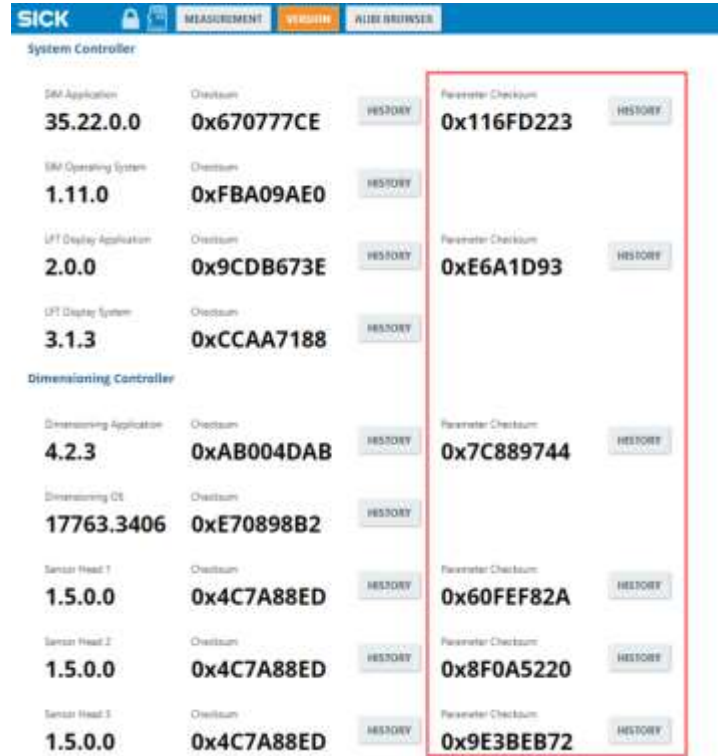 SICK MEASUREMENT VERSION ALIBI BROWSER
System Controller
SIM Application Checksum Parameter Checksum
35.22.0.0 0x670777CE HISTORY 0x116FD223 HISTORY
SIM Operating System Checksum
1.11.0 0xFBA09AE0 HISTORY
LFT Display Application Checksum Parameter Checksum
2.0.0 0x9CDB673E HISTORY 0xE6A1D93 HISTORY
LFT Display System Checksum
3.1.3 0xCCAA7188 HISTORY
Dimensioning Controller
Dimensioning Application Checksum Parameter Checksum
4.2.3 0xAB004DAB HISTORY 0x7C889744 HISTORY
Dimensioning OS Checksum
17763.3406 0xE70898B2 HISTORY
Sensor Head 1 Checksum Parameter Checksum
1.5.0.0 0x4C7A88ED HISTORY 0x60FEF82A HISTORY
Sensor Head 2 Checksum Parameter Checksum
1.5.0.0 0x4C7A88ED HISTORY 0x8F0A5220 HISTORY
Sensor Head 3 Checksum Parameter Checksum
1.5.0.0 0x4C7A88ED HISTORY 0x9E3BEB72 HISTORY